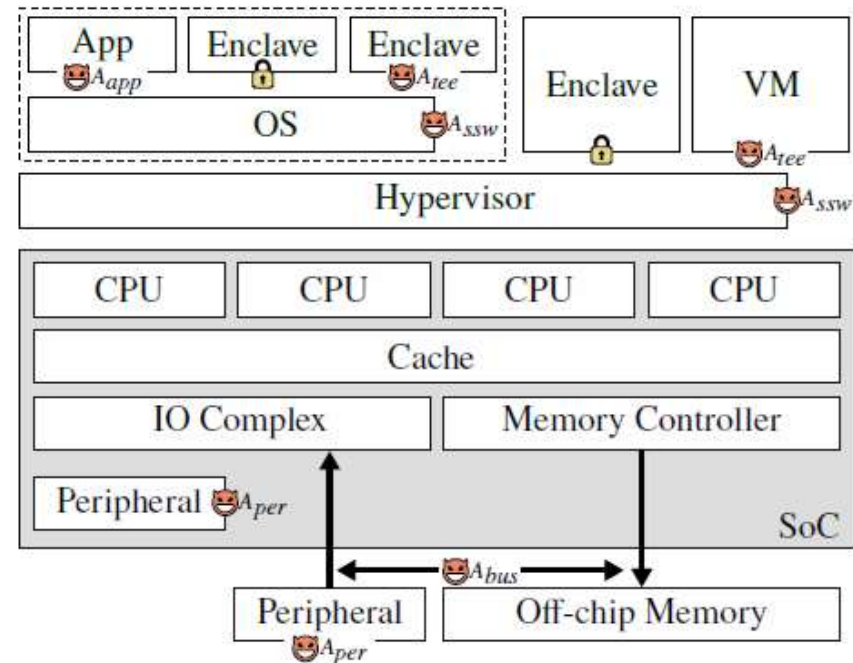 App Enclave Enclave
A_app A_tee
Enclave VM
OS A_ssw
A_tee
Hypervisor A_ssw
CPU CPU CPU CPU
Cache
IO Complex Memory Controller
Peripheral A_per
SoC
A_bus
Peripheral Off-chip Memory
A_per